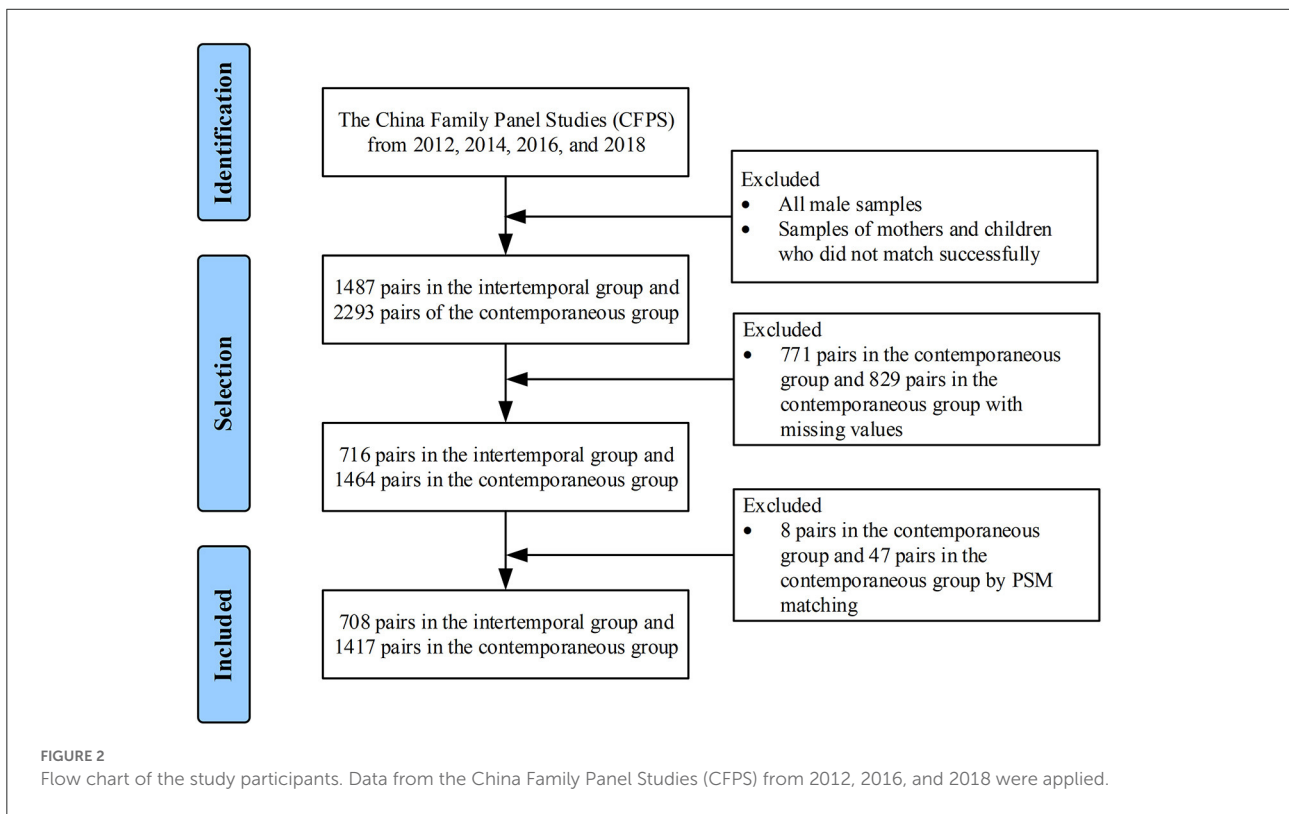 Identification
The China Family Panel Studies (CFPS)
from 2012, 2014, 2016, and 2018
Excluded
• All male samples
• Samples of mothers and children
who did not match successfully
Selection
1487 pairs in the intertemporal group and
2293 pairs of the contemporaneous group
Excluded
• 771 pairs in the contemporaneous
group and 829 pairs in the
contemporaneous group with
missing values
716 pairs in the intertemporal group and
1464 pairs in the contemporaneous group
Excluded
• 8 pairs in the contemporaneous
group and 47 pairs in the
contemporaneous group by PSM
matching
Included
708 pairs in the intertemporal group and
1417 pairs in the contemporaneous group
FIGURE 2
Flow chart of the study participants. Data from the China Family Panel Studies (CFPS) from 2012, 2016, and 2018 were applied.